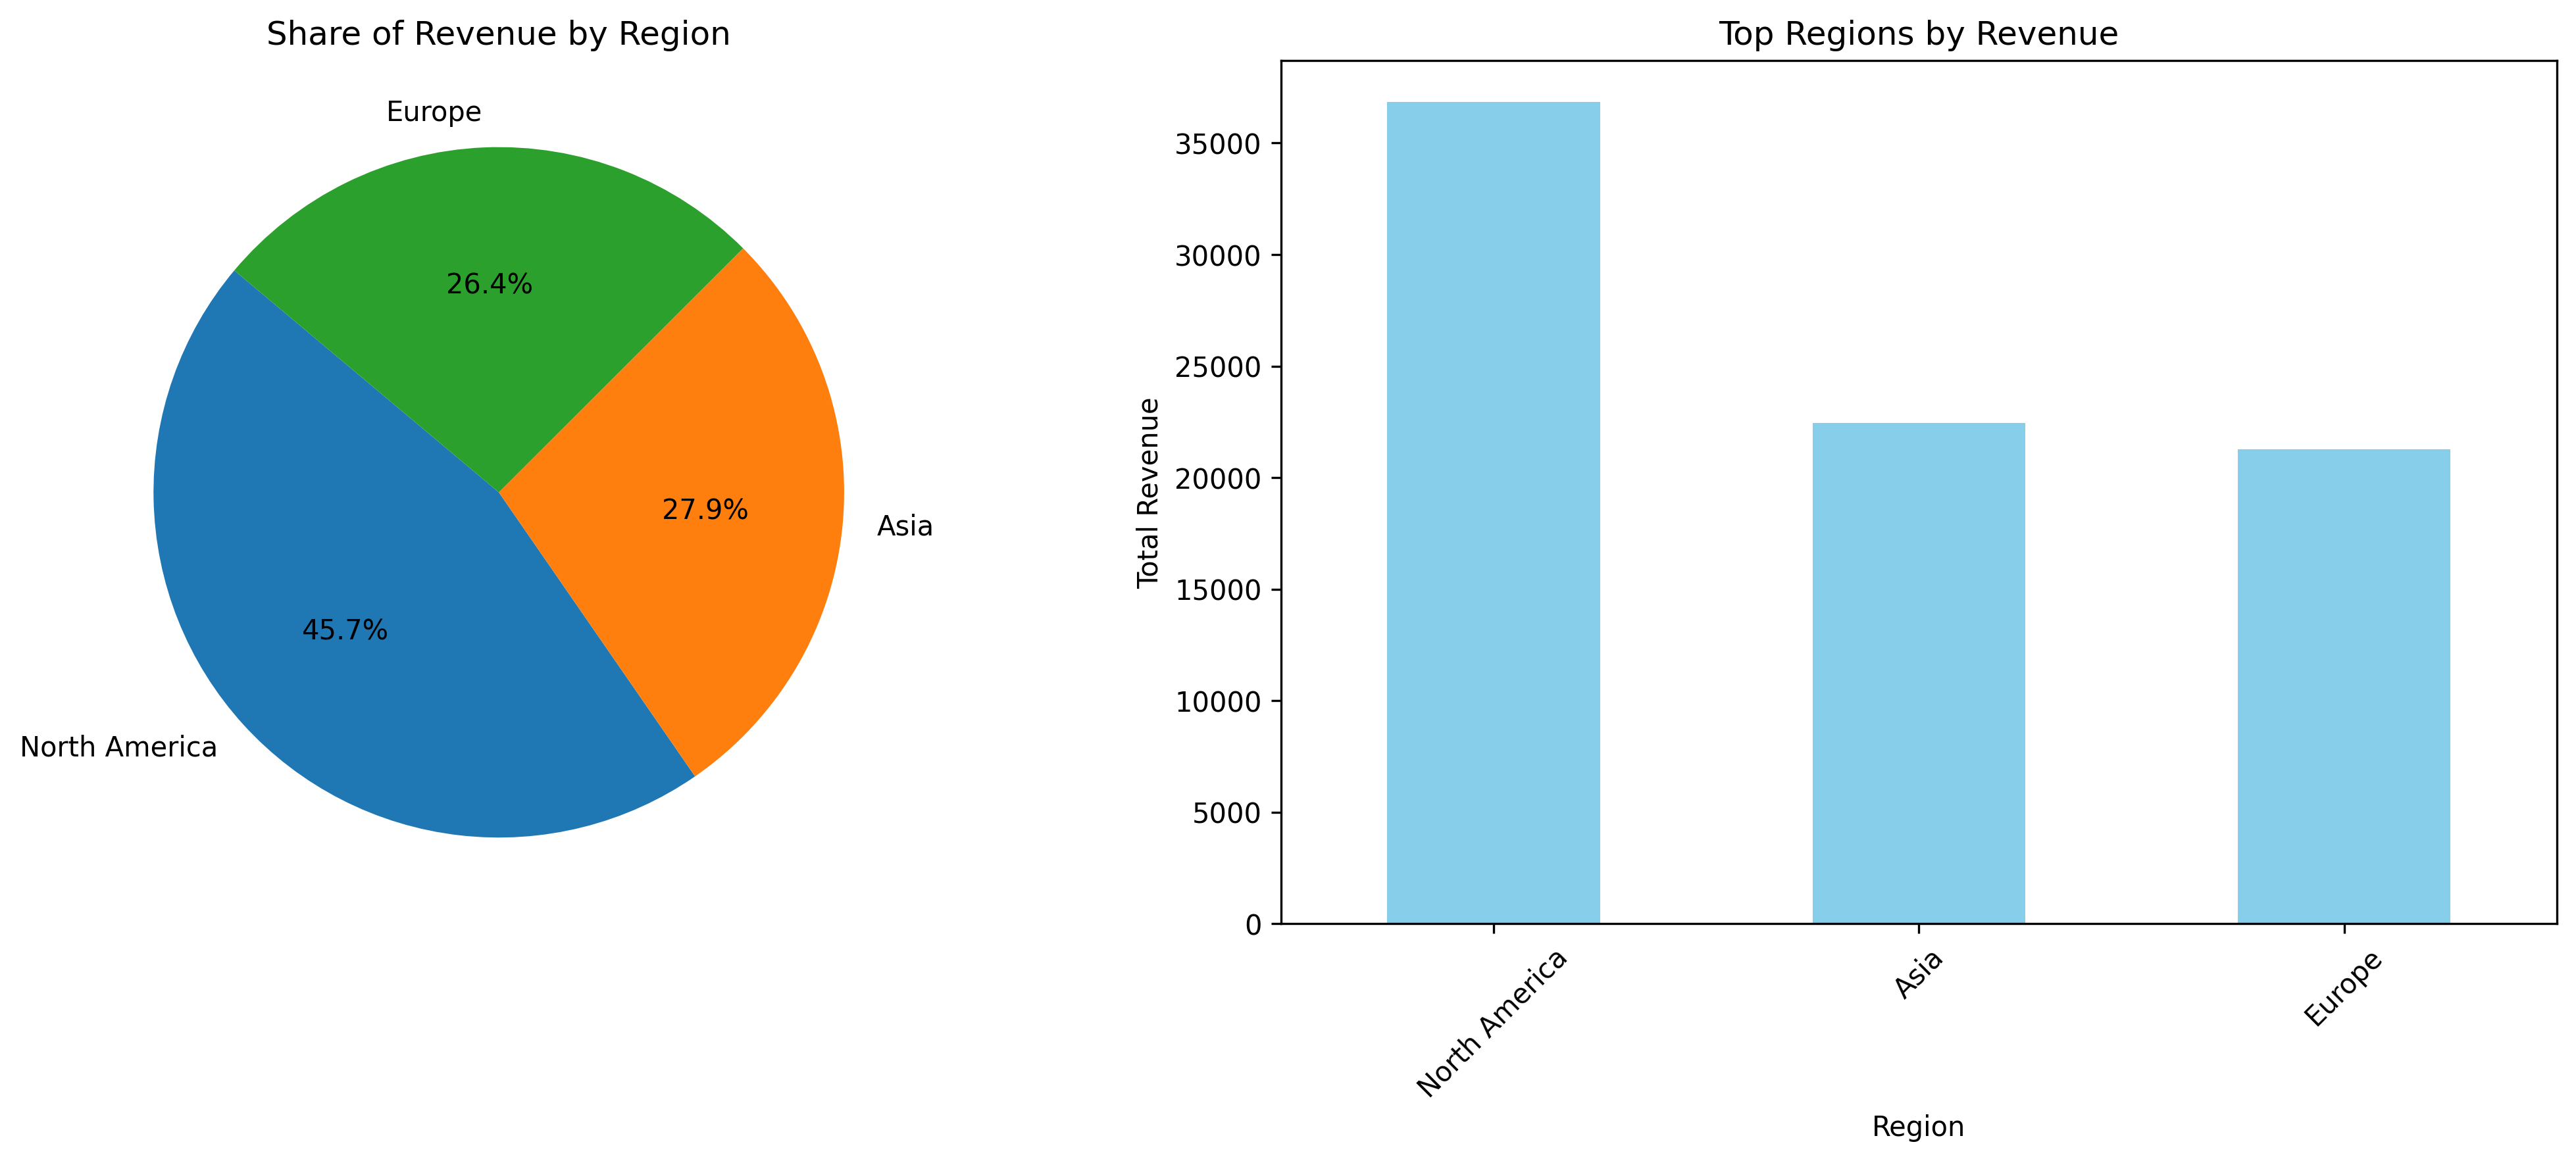 Share of Revenue by Region
Europe
26.4%
27.9%
Asia
45.7%
North America
Top Regions by Revenue
Total Revenue
35000
30000
25000
20000
15000
10000
5000
0
North America
Asia
Europe
Region